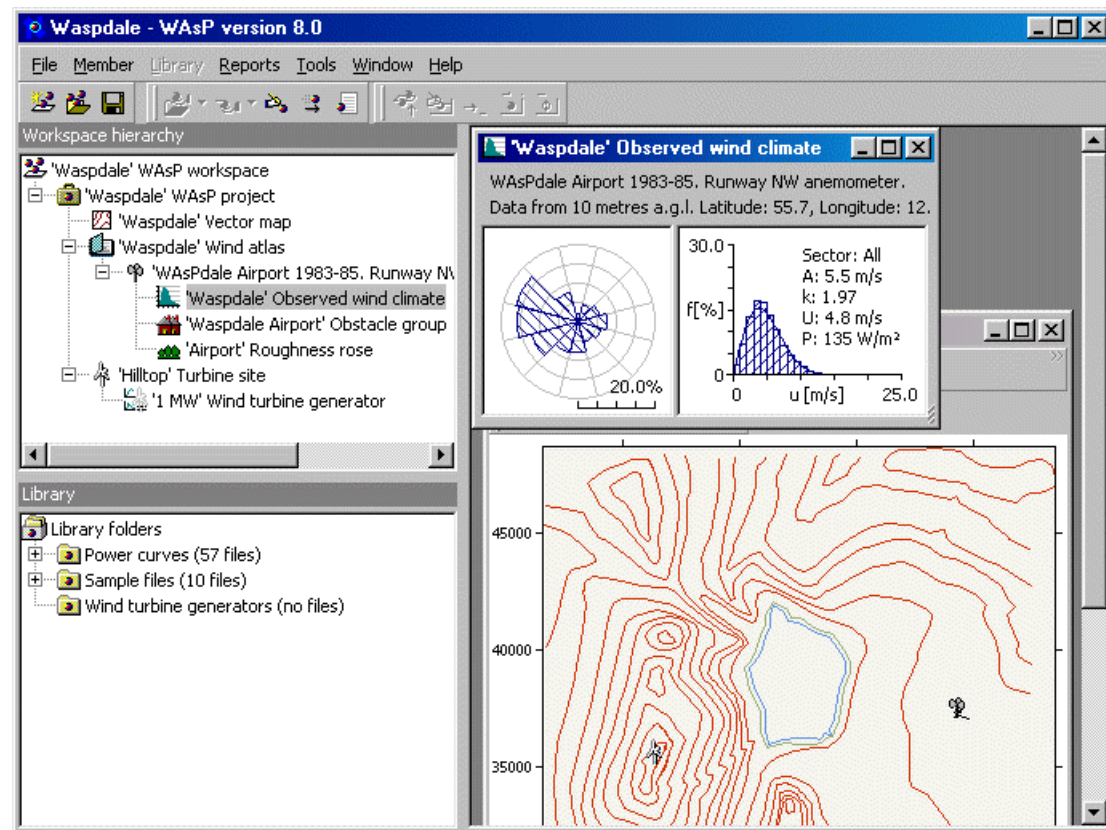 Waspdale - WAsP version 8.0
File Member Library Reports Tools Window Help
Workspace hierarchy
'Waspdale' WAsP workspace
'Waspdale' WAsP project
'Waspdale' Vector map
'Waspdale' Wind atlas
'WAsPdale Airport 1983-85. Runway
'Waspdale' Observed wind climate
'Waspdale Airport' Obstacle group
'Airport' Roughness rose
'Hilltop' Turbine site
'1 MW' Wind turbine generator
Library
Library folders
Power curves (57 files)
Sample files (10 files)
Wind turbine generators (no files)
'Waspdale' Observed wind climate
WAsPdale Airport 1983-85. Runway NW anemometer.
Data from 10 metres a.g.l. Latitude: 55.7, Longitude: 12.
20.0%
30.0
f[%]
0
Sector: All
A: 5.5 m/s
k: 1.97
U: 4.8 m/s
P: 135 W/m²
0 u [m/s] 25.0
45000
40000
35000